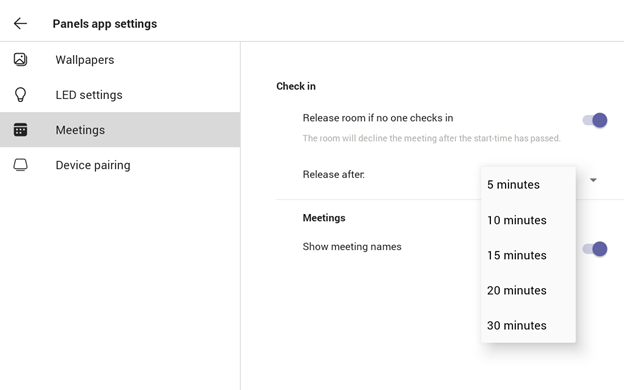 Panels app settings
Wallpapers
LED settings
Meetings
Device pairing
Check in
Release room if no one checks in
The room will decline the meeting after the start-time has passed.
Release after:
5 minutes
10 minutes
15 minutes
20 minutes
30 minutes
Meetings
Show meeting names